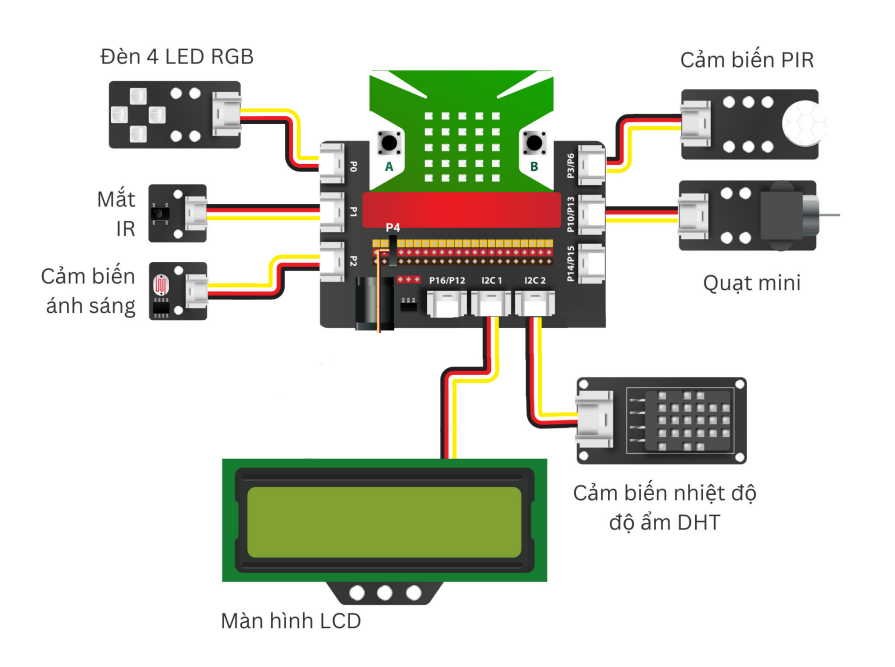 Đèn 4 LED RGB
Cảm biến PIR
Mắt
IR
Cảm biến
ánh sáng
A
B
P0
P1
P2
P3/P6
P10/P13
P14/P15
P4
P16/P12
I2C 1
I2C 2
Quạt mini
Cảm biến nhiệt độ
độ ẩm DHT
Màn hình LCD